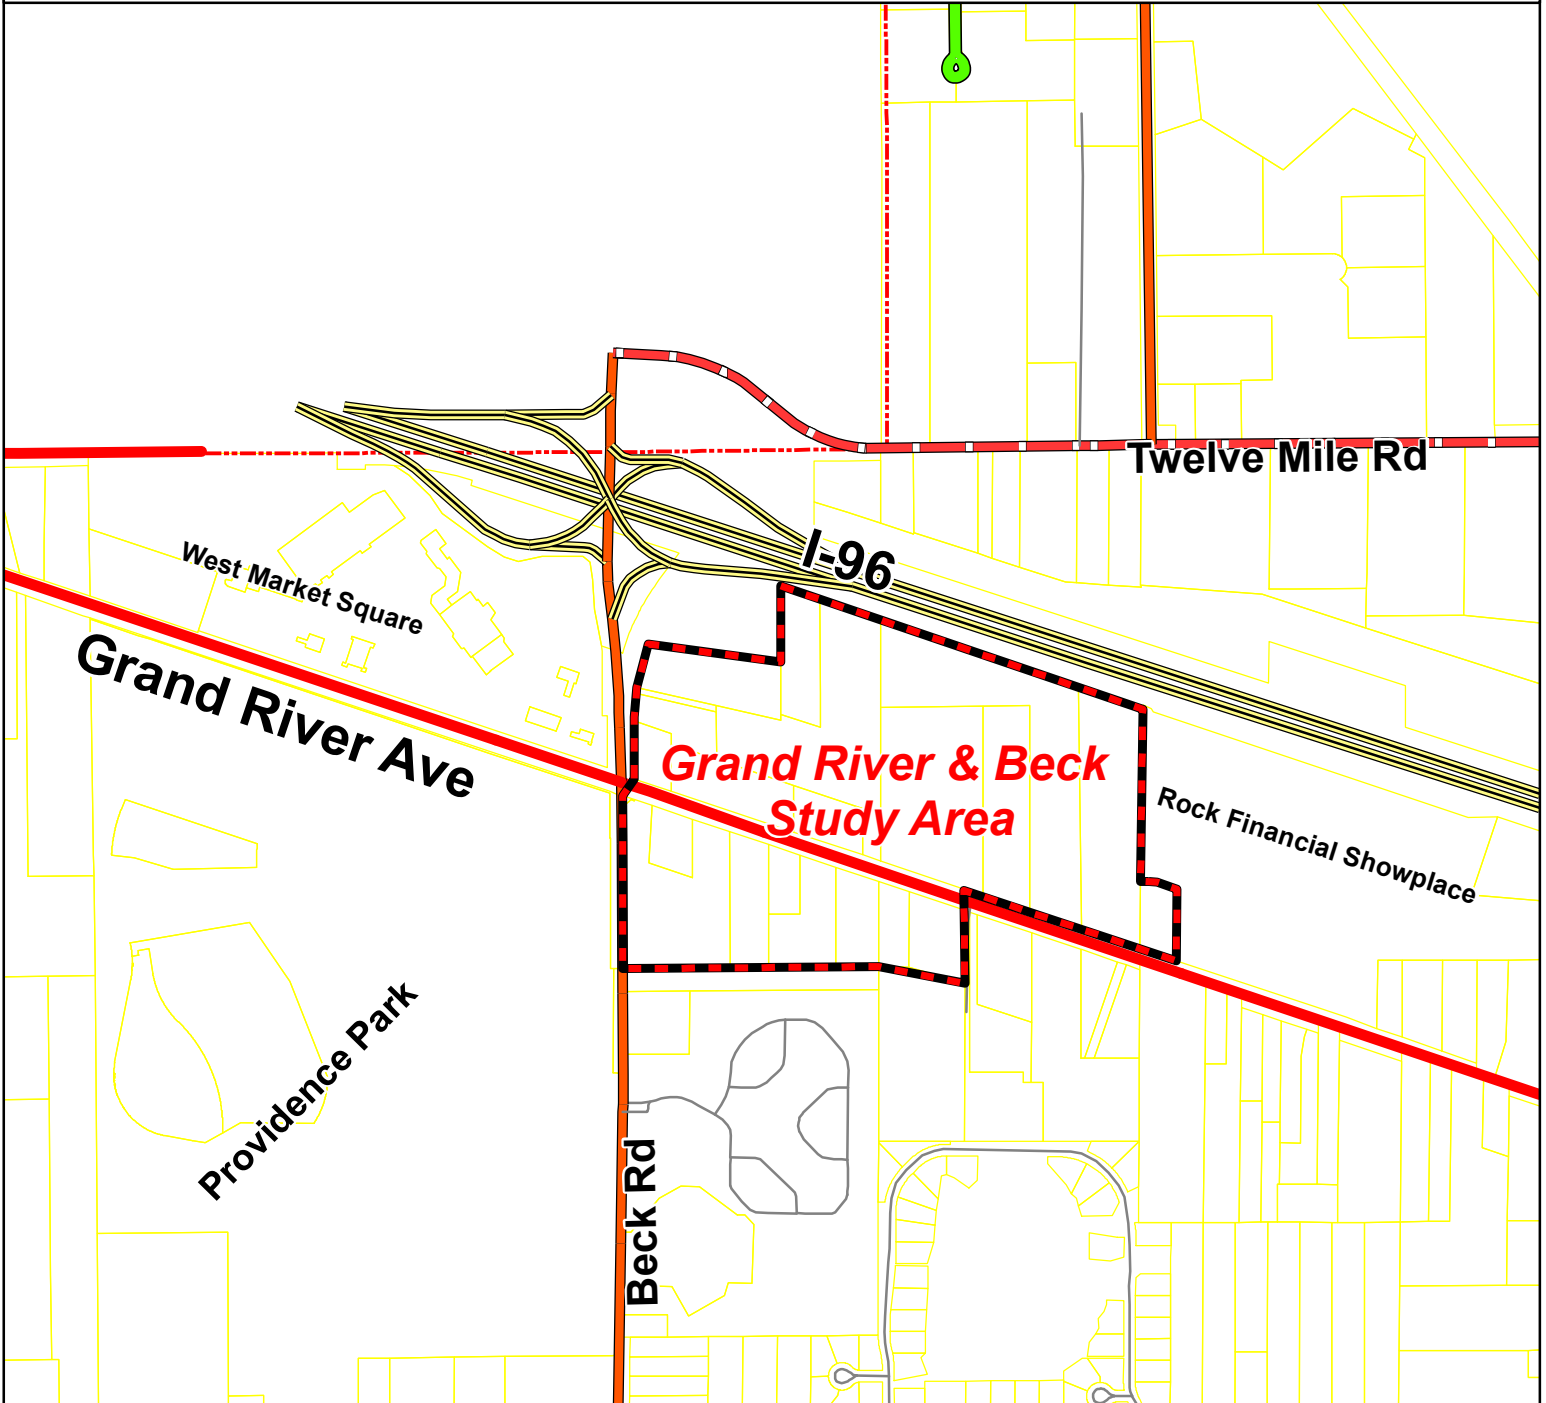 Twelve Mile Rd
I-96
West Market Square
Grand River Ave
Grand River & Beck
Study Area
Rock Financial Showplace
Providence Park
Beck Rd